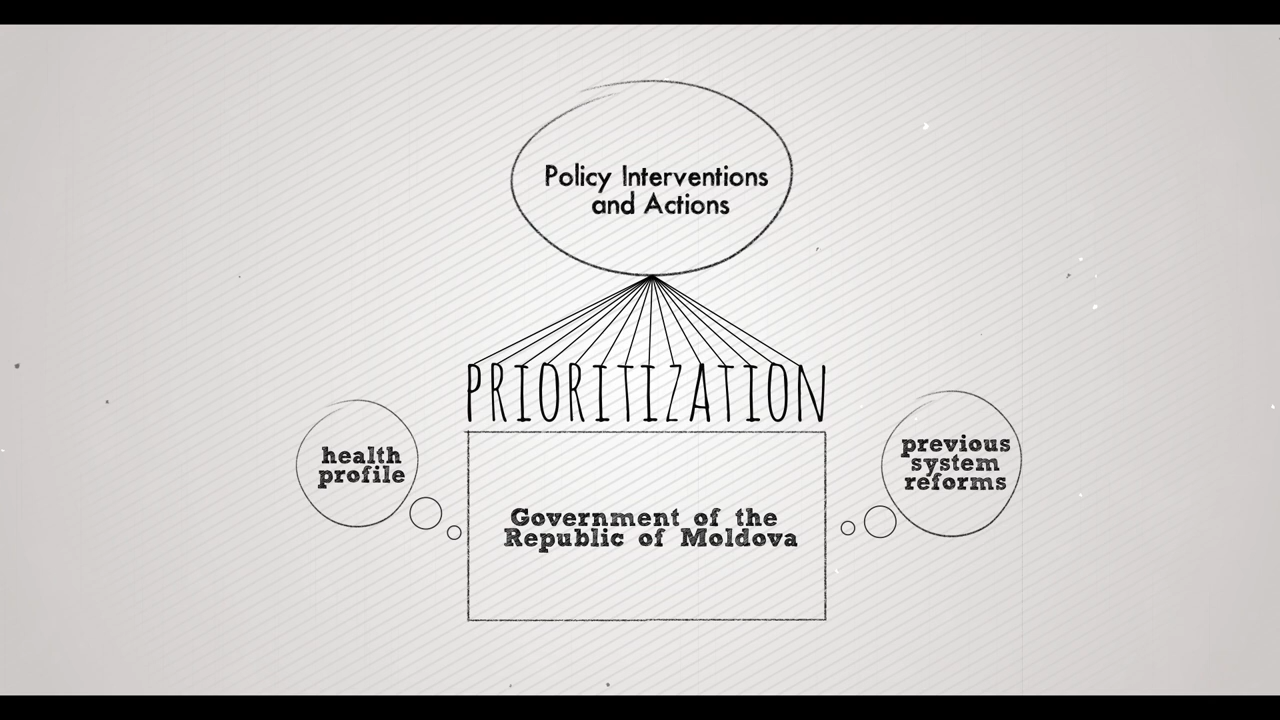 Policy Interventions
and Actions
PRIORITIZATION
health
profile
previous
system
reforms
Government of the
Republic of Moldova